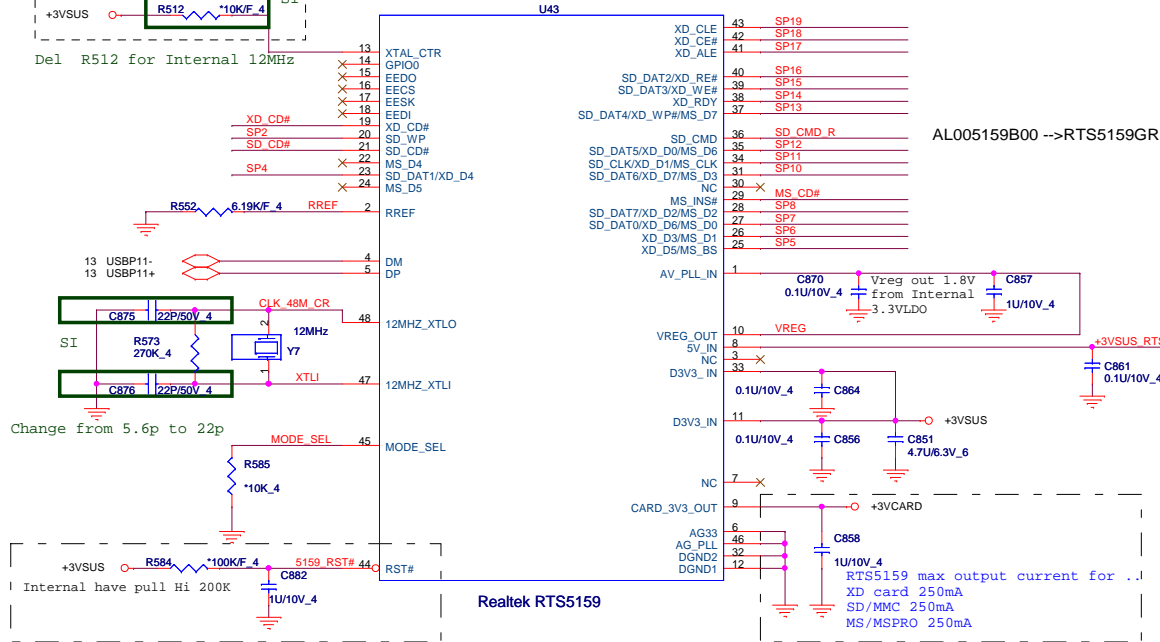 U43
+3VSUS R512 *10K/F_4 SI
Del R512 for Internal 12MHz
13 XTAL_CTR
14 GPIO0
15 EEDO
16 EECS
17 EESK
18 EEDI
XD_CD# 19 XD_CD#
SP2 20 SD_WP
SD_CD# 21 SD_CD#
22 MS_D4
SP4 23 SD_DAT1/XD_D4
24 MS_D5
R552 6.19K/F_4 RREF 2 RREF
13 USBP11- 4 DM
13 USBP11+ 5 DP
CLK_48M_CR
C875 22P/50V_4
48 12MHZ_XTLO
SI
R573
270K_4
2
12MHz
Y7
1
XTLI 47 12MHZ_XTLI
C876 22P/50V_4
Change from 5.6p to 22p
MODE_SEL 45 MODE_SEL
R585
*10K_4
+3VSUS R584 *100K/F_4 5159_RST# 44 RST#
Internal have pull Hi 200K
C882
1U/10V_4
Realtek RTS5159
XD_CLE 43 SP19
XD_CE# 42 SP18
XD_ALE 41 SP17
SD_DAT2/XD_RE# 40 SP16
SD_DAT3/XD_WE# 39 SP15
XD_RDY 38 SP14
SD_DAT4/XD_WP#/MS_D7 37 SP13
SD_CMD 36 SD_CMD_R
SD_DAT5/XD_D0/MS_D6 35 SP12
SD_CLK/XD_D1/MS_CLK 34 SP11
SD_DAT6/XD_D7/MS_D3 31 SP10
NC 30
MS_INS# 29 MS_CD#
SD_DAT7/XD_D2/MS_D2 28 SP8
SD_DAT0/XD_D6/MS_D0 27 SP7
XD_D3/MS_D1 26 SP6
XD_D5/MS_BS 25 SP5
AL005159B00 -->RTS5159GR
AV_PLL_IN 1
C870
0.1U/10V_4
Vreg out 1.8V
from Internal
3.3VLDO
C857
1U/10V_4
VREG_OUT 10 VREG
5V_IN 8 +3VSUS_RTS
NC 3
D3V3_ IN 33
C861
0.1U/10V_4
0.1U/10V_4 C864
D3V3_IN 11 +3VSUS
0.1U/10V_4 C856
C851
4.7U/6.3V_6
NC 7
CARD_3V3_OUT 9 +3VCARD
AG33 6
AG_PLL 46
DGND2 32
DGND1 12
C858
1U/10V_4
RTS5159 max output current for ..
XD card 250mA
SD/MMC 250mA
MS/MSPRO 250mA